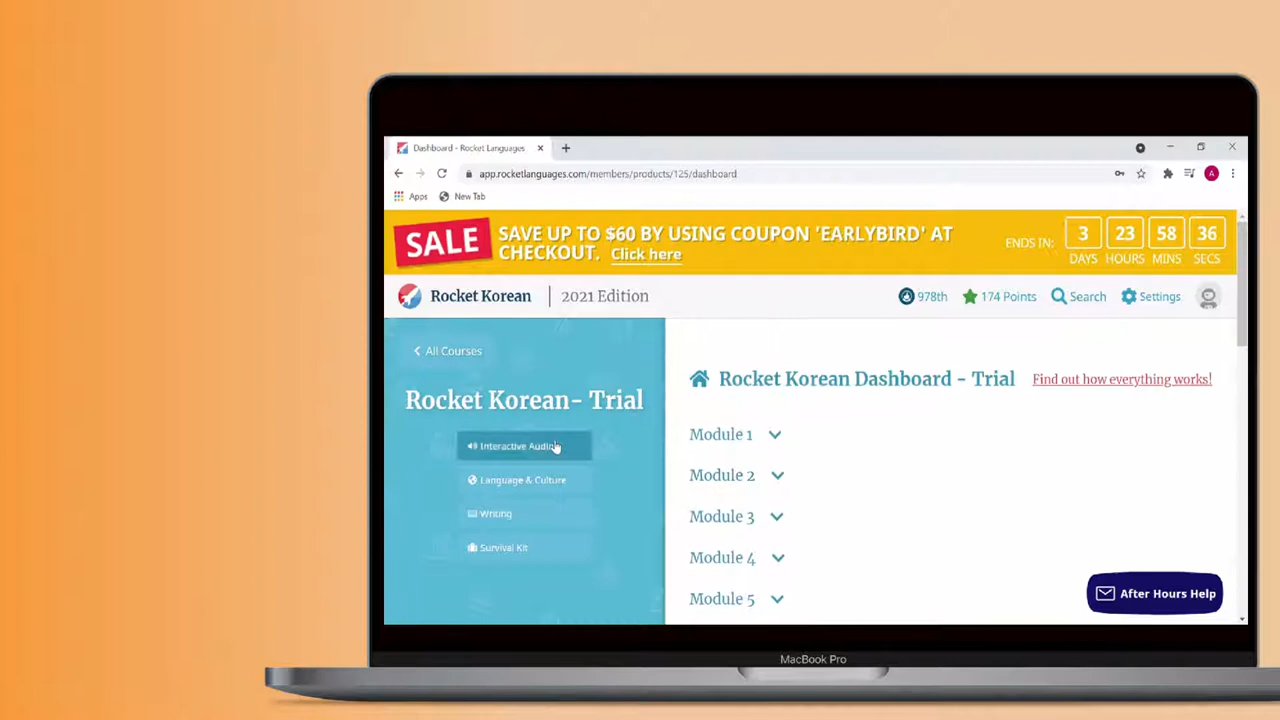 Dashboard - Rocket Languages
app.rocketlanguages.com/members/products/125/dashboard
A
Apps New Tab
SALE
SAVE UP TO $60 BY USING COUPON 'EARLYBIRD' AT
CHECKOUT. Click here
ENDS IN:
3 23 58 36
DAYS HOURS MINS SECS
Rocket Korean 2021 Edition
978th 174 Points Search Settings
All Courses
Rocket Korean- Trial
Interactive Audio
Language & Culture
Writing
Survival Kit
Rocket Korean Dashboard - Trial Find out how everything works!
Module 1
Module 2
Module 3
Module 4
Module 5
After Hours Help
MacBook Pro